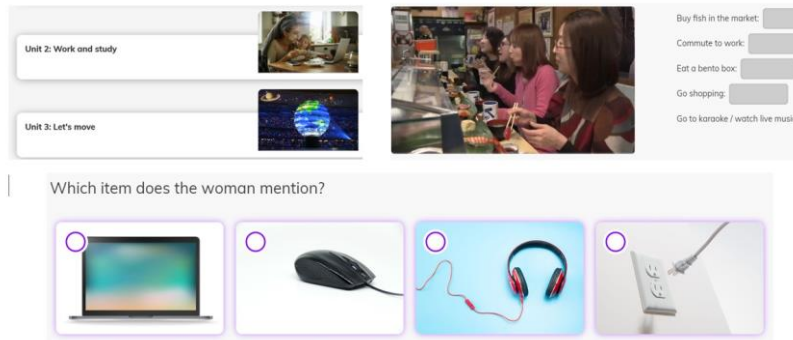 Unit 2: Work and study
Unit 3: Let's move
Buy fish in the market:
Commute to work:
Eat a bento box:
Go shopping:
Go to karaoke / watch live musi
Which item does the woman mention?